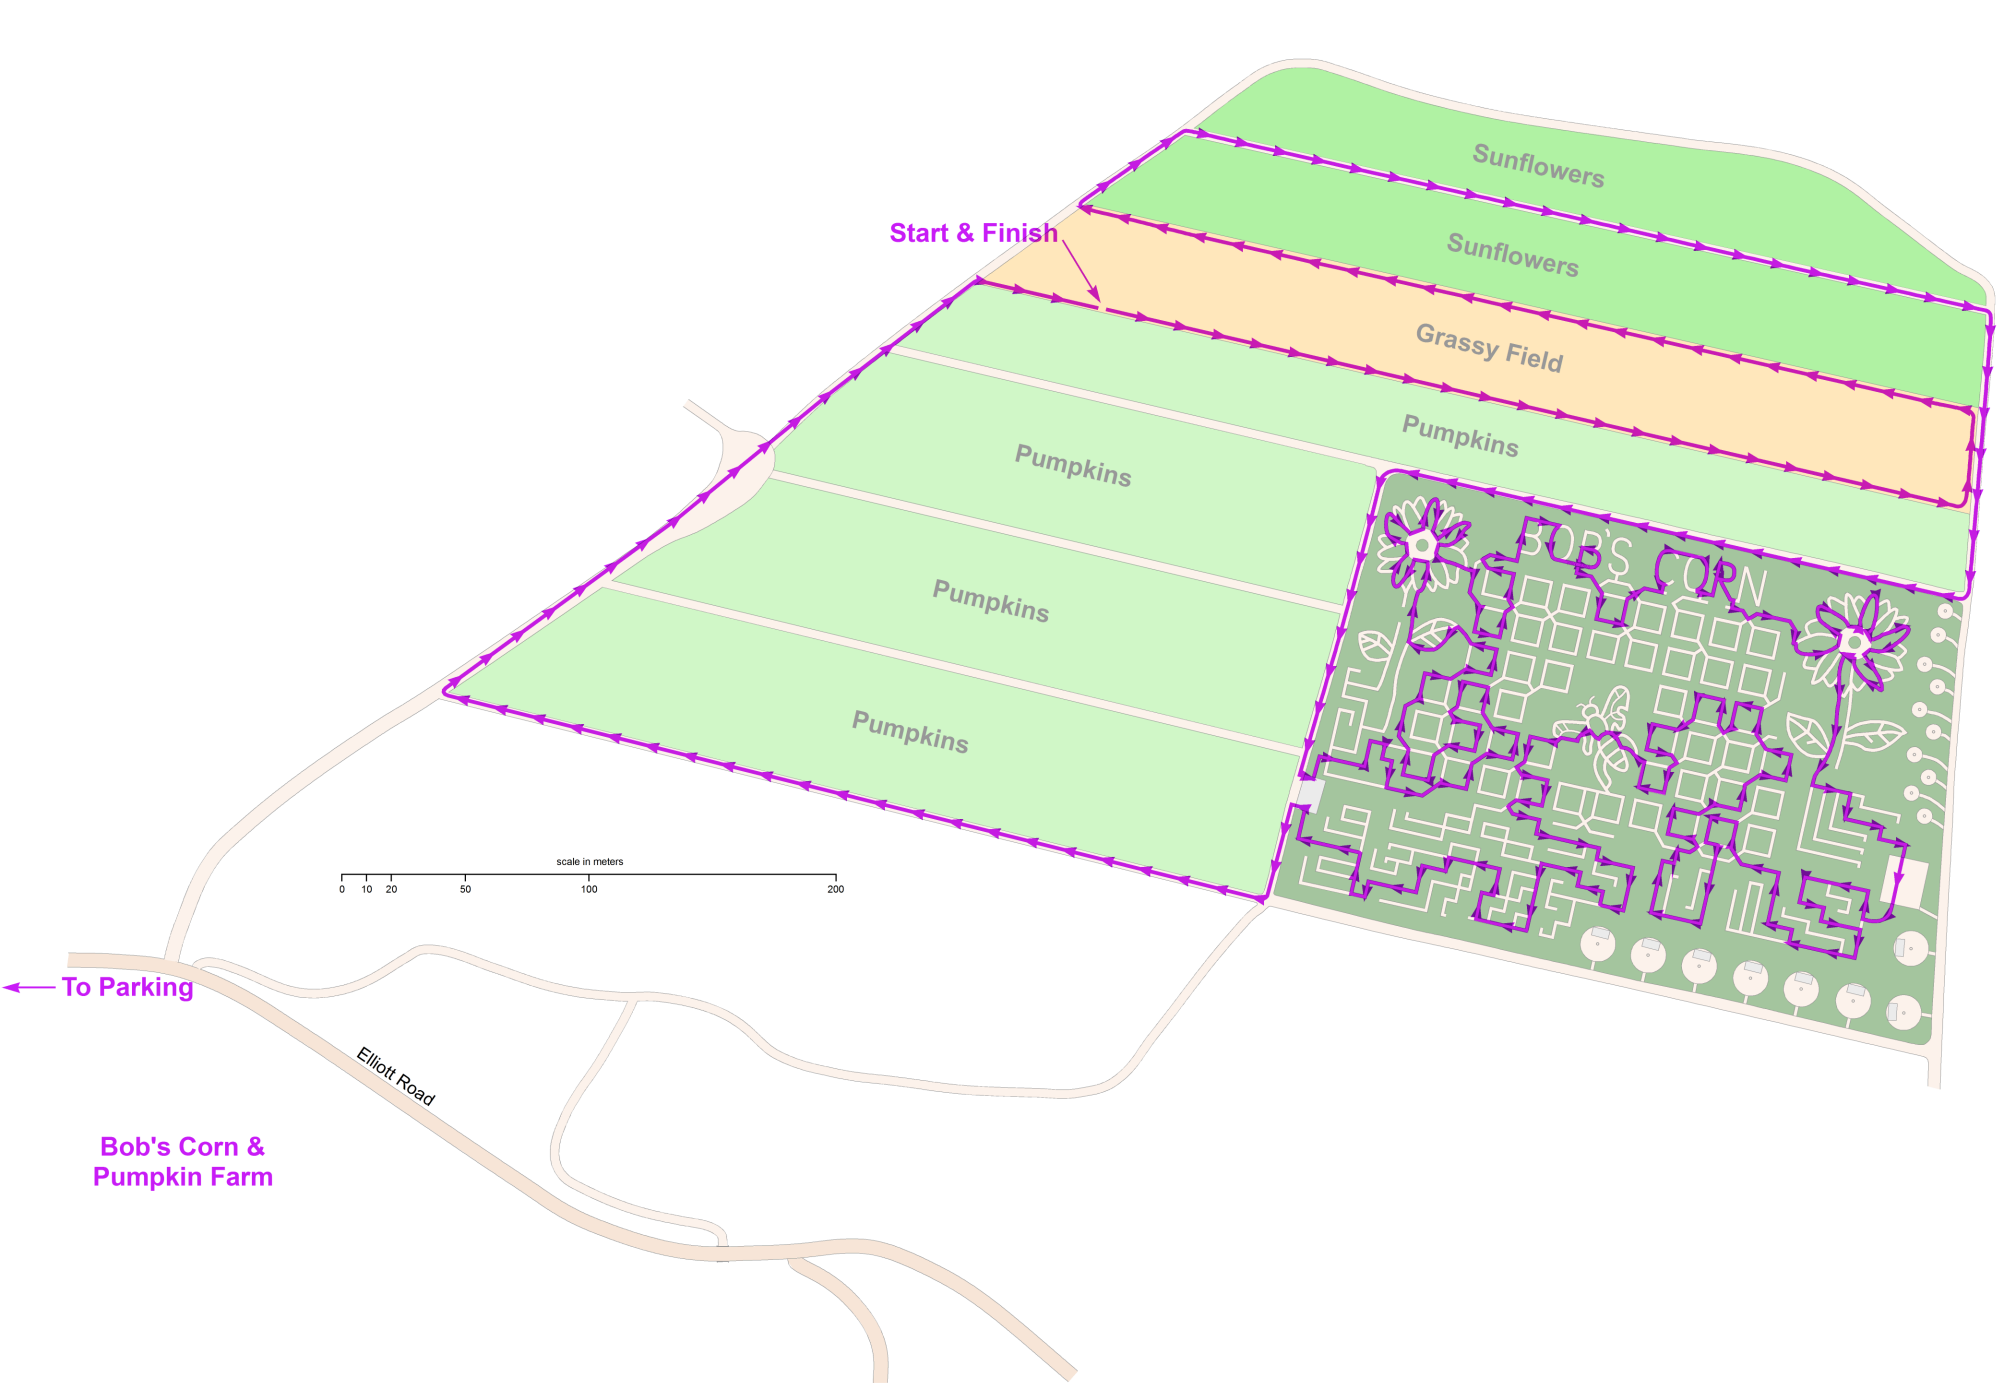 Sunflowers
Start & Finish
Sunflowers
Grassy Field
Pumpkins
Pumpkins
BOB'S CORN
Pumpkins
Pumpkins
scale in meters
0 10 20 50 100 200
To Parking
Elliott Road
Bob's Corn &
Pumpkin Farm